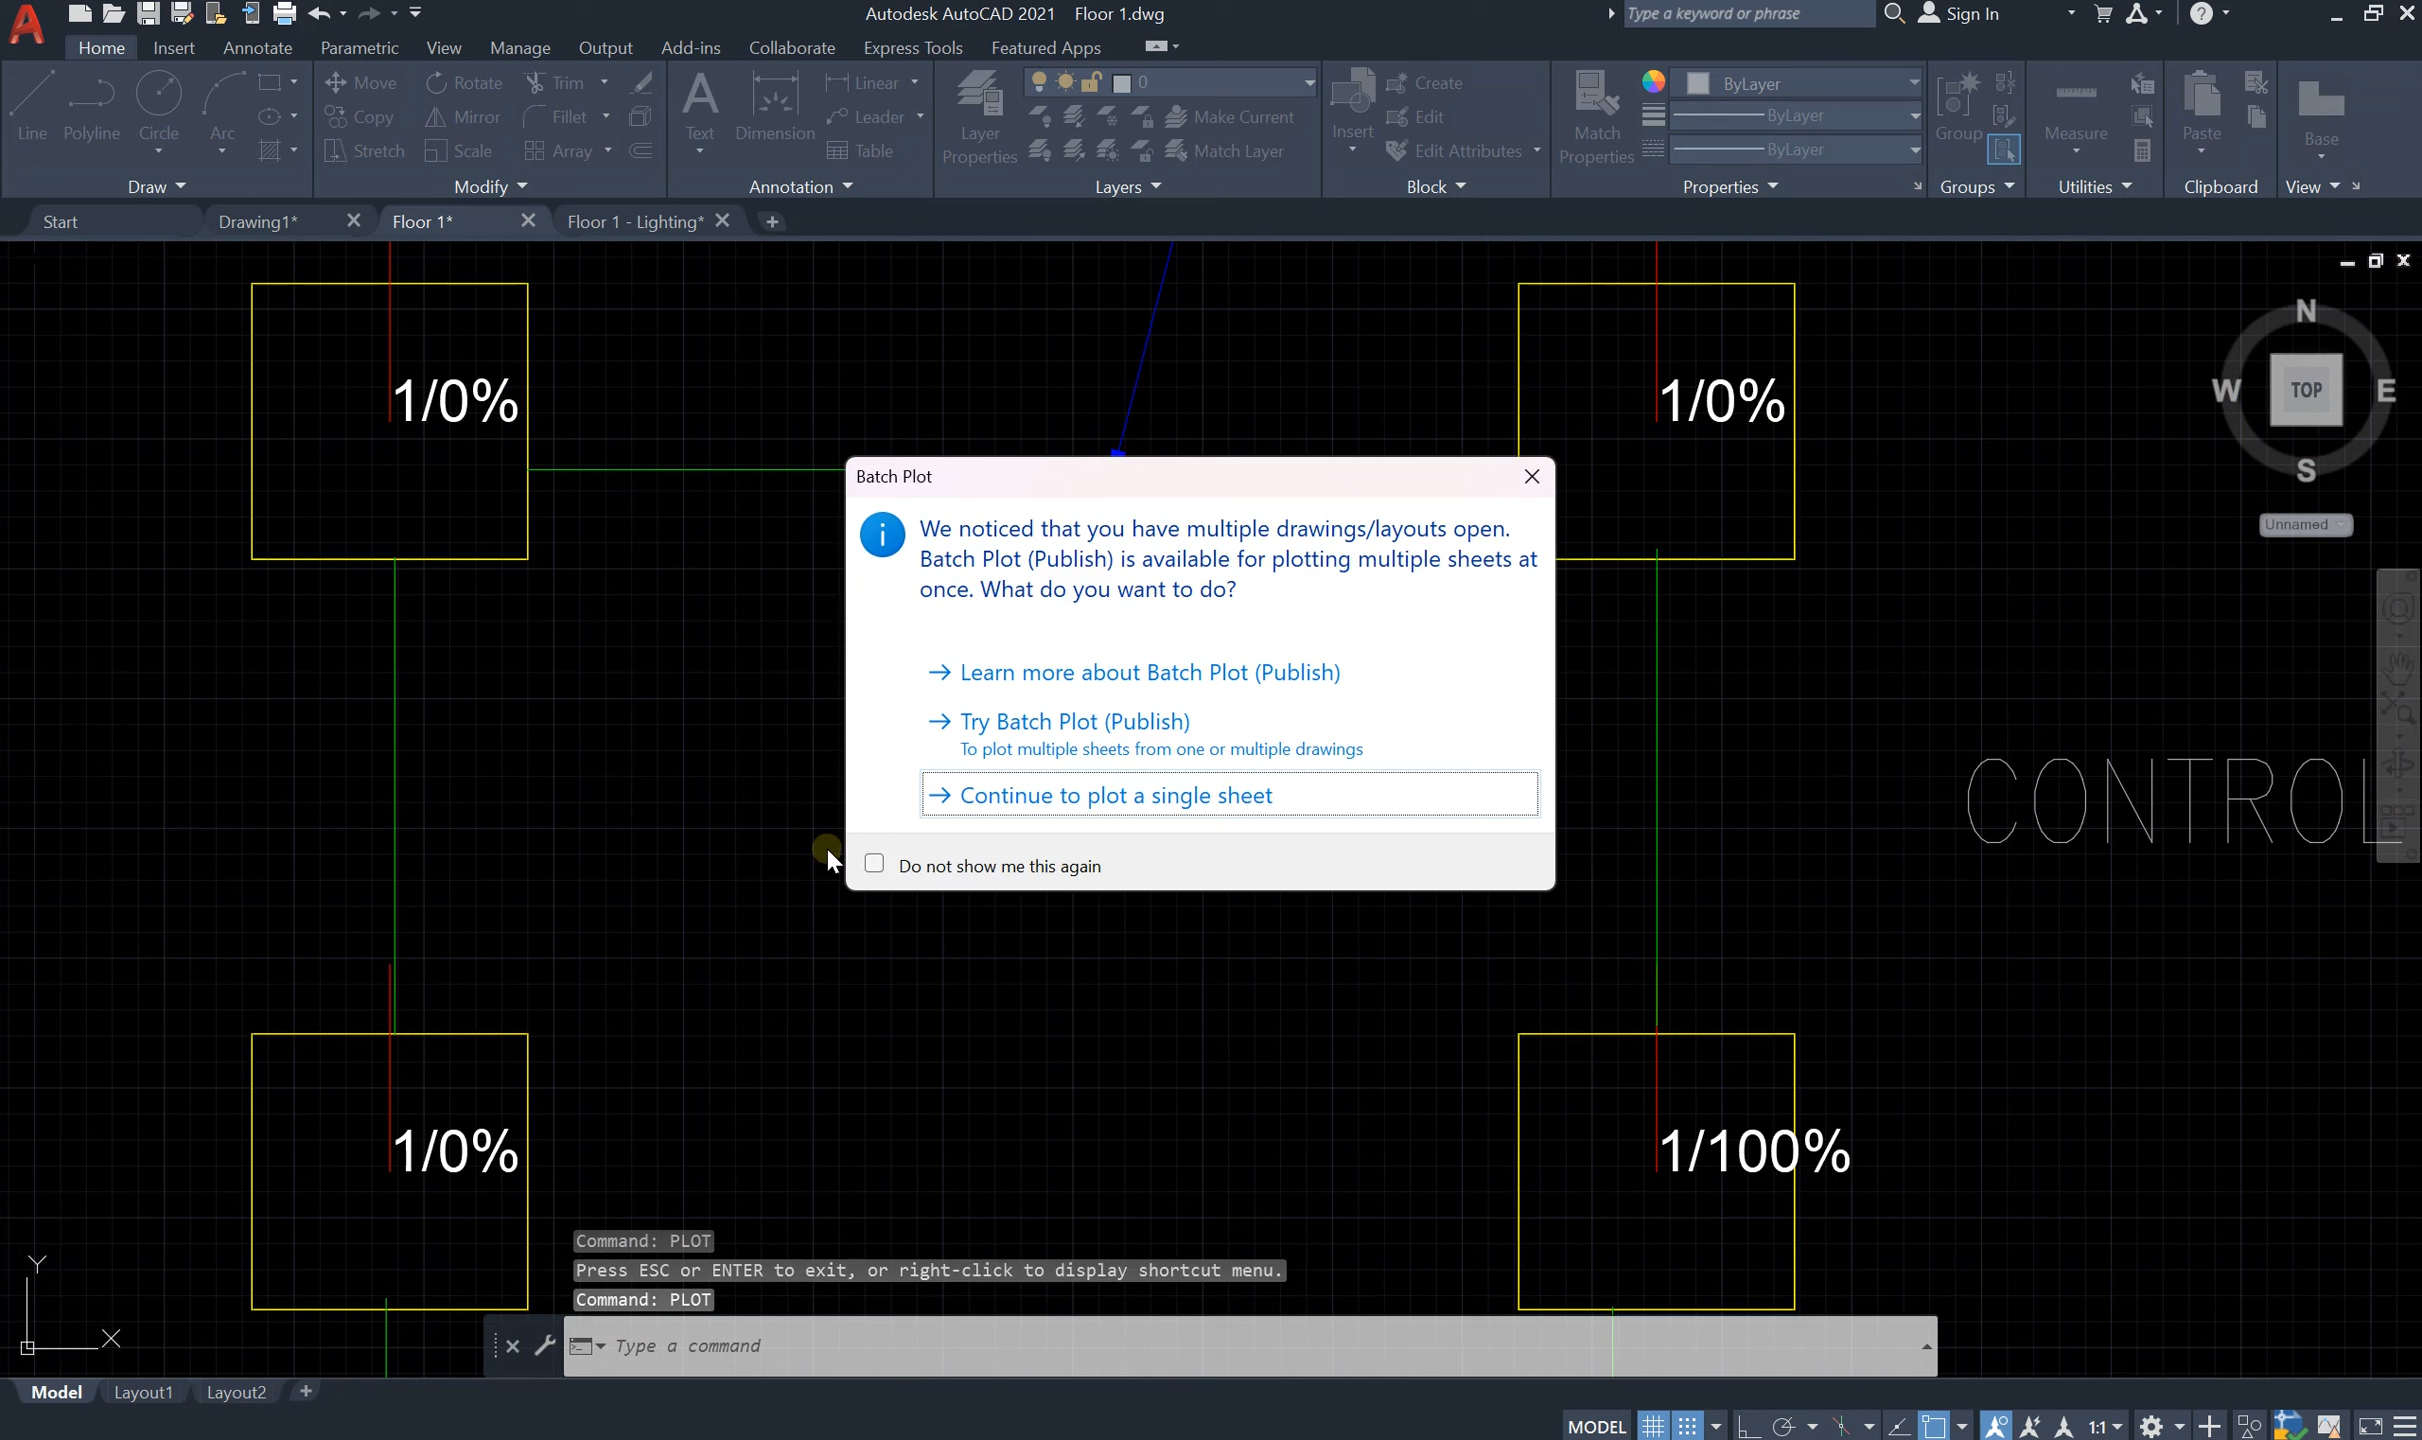 Autodesk AutoCAD 2021 Floor 1.dwg
Type a keyword or phrase
Sign In
Home Insert Annotate Parametric View Manage Output Add-ins Collaborate Express Tools Featured Apps
Line Polyline Circle Arc
Move Rotate Trim
Copy Mirror Fillet
Stretch Scale Array
Text Dimension
Linear
Leader
Table
Layer Properties
0
Make Current
Match Layer
Insert
Create
Edit
Edit Attributes
Match Properties
ByLayer
ByLayer
ByLayer
Group
Measure
Paste
Base
Draw Modify Annotation Layers Block Properties Groups Utilities Clipboard View
Start Drawing1* Floor 1* Floor 1 - Lighting*
N
W TOP E
S
Unnamed
1/0%
1/0%
Batch Plot
We noticed that you have multiple drawings/layouts open.
Batch Plot (Publish) is available for plotting multiple sheets at
once. What do you want to do?
Learn more about Batch Plot (Publish)
Try Batch Plot (Publish)
To plot multiple sheets from one or multiple drawings
Continue to plot a single sheet
Do not show me this again
CONTROL
1/0%
1/100%
Command: PLOT
Press ESC or ENTER to exit, or right-click to display shortcut menu.
Command: PLOT
Type a command
Y
X
Model Layout1 Layout2
MODEL
1:1